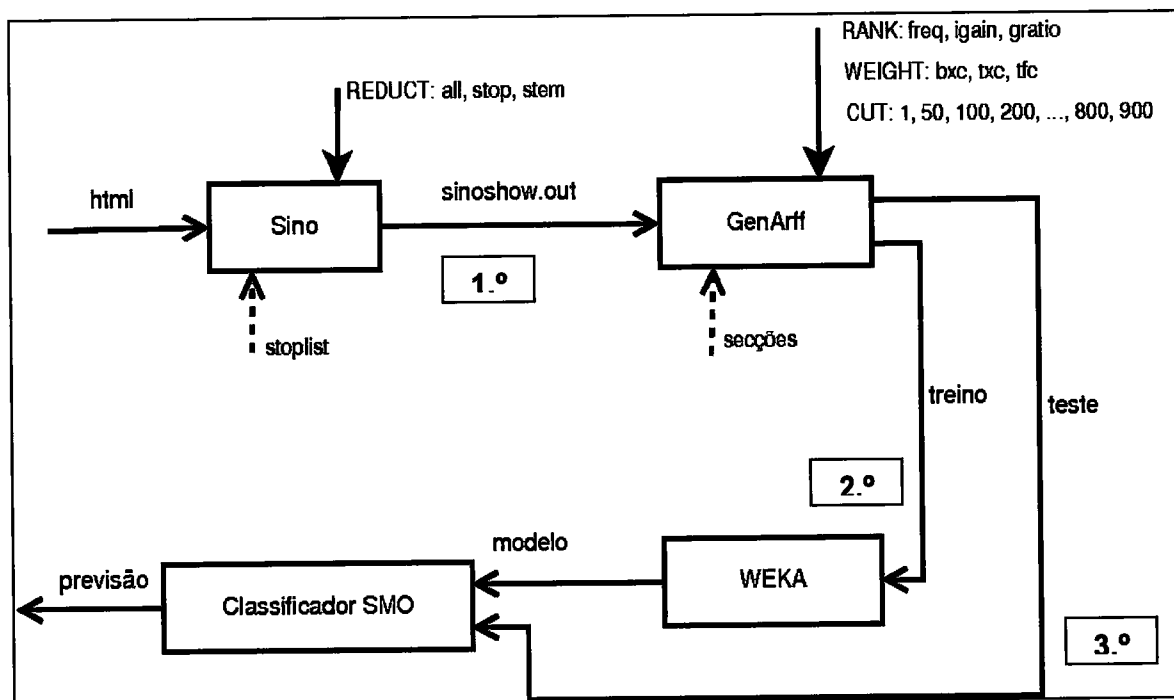 RANK: freq, igain, gratio
WEIGHT: bxc, txc, tfc
CUT: 1, 50, 100, 200, ..., 800, 900
REDUCT: all, stop, stem
html
Sino
sinoshow.out
GenArff
1.º
stoplist
secções
treino
teste
2.º
modelo
WEKA
previsão
Classificador SMO
3.º